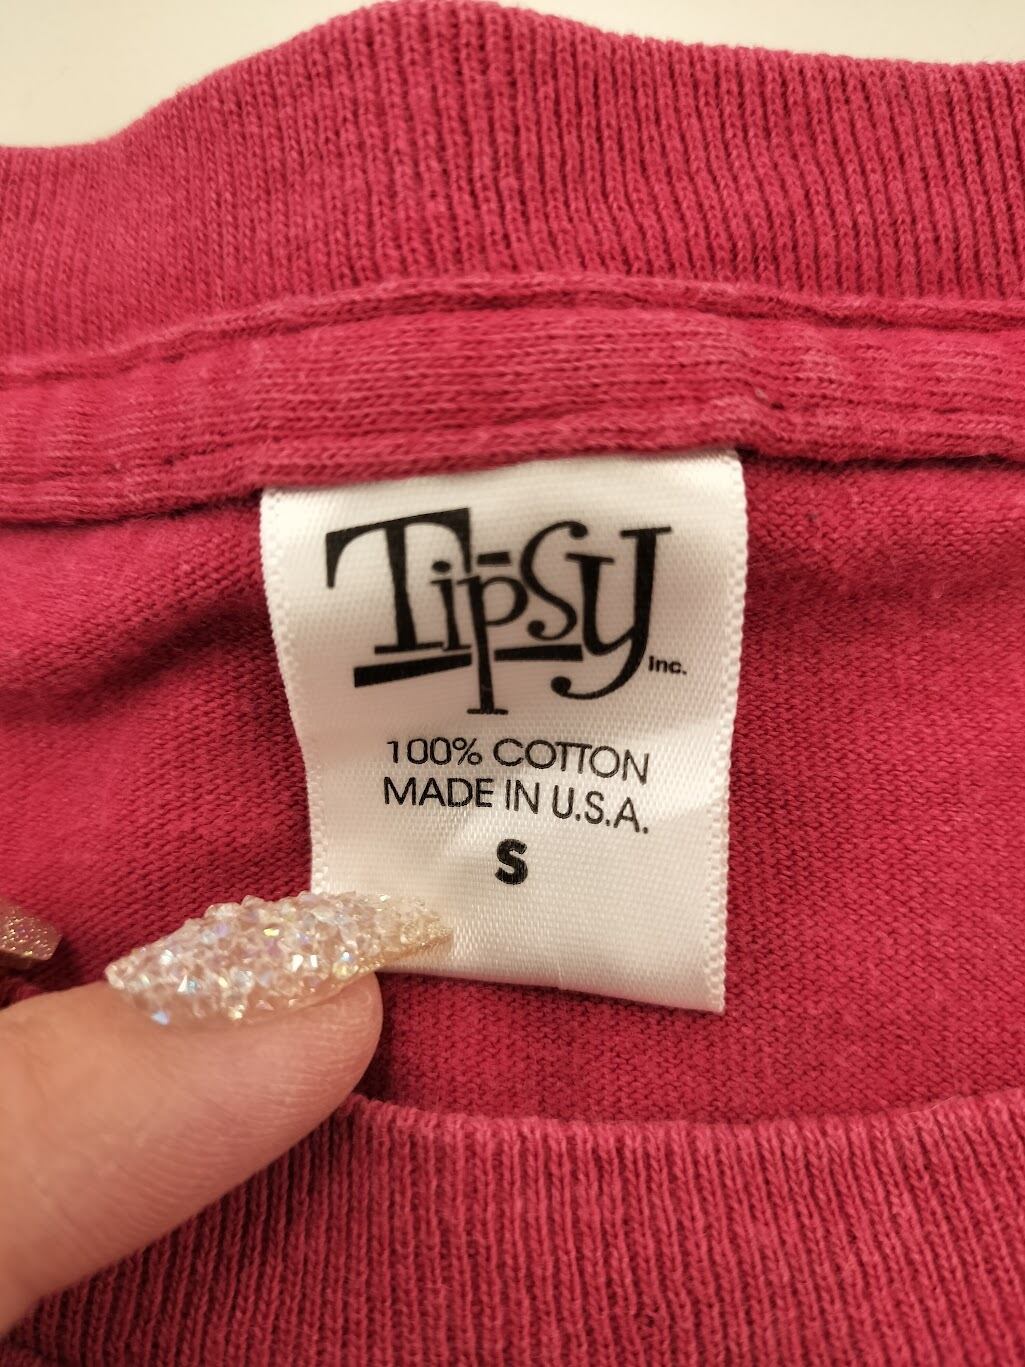 Tipsy Inc.
100% COTTON
MADE IN U.S.A.
S